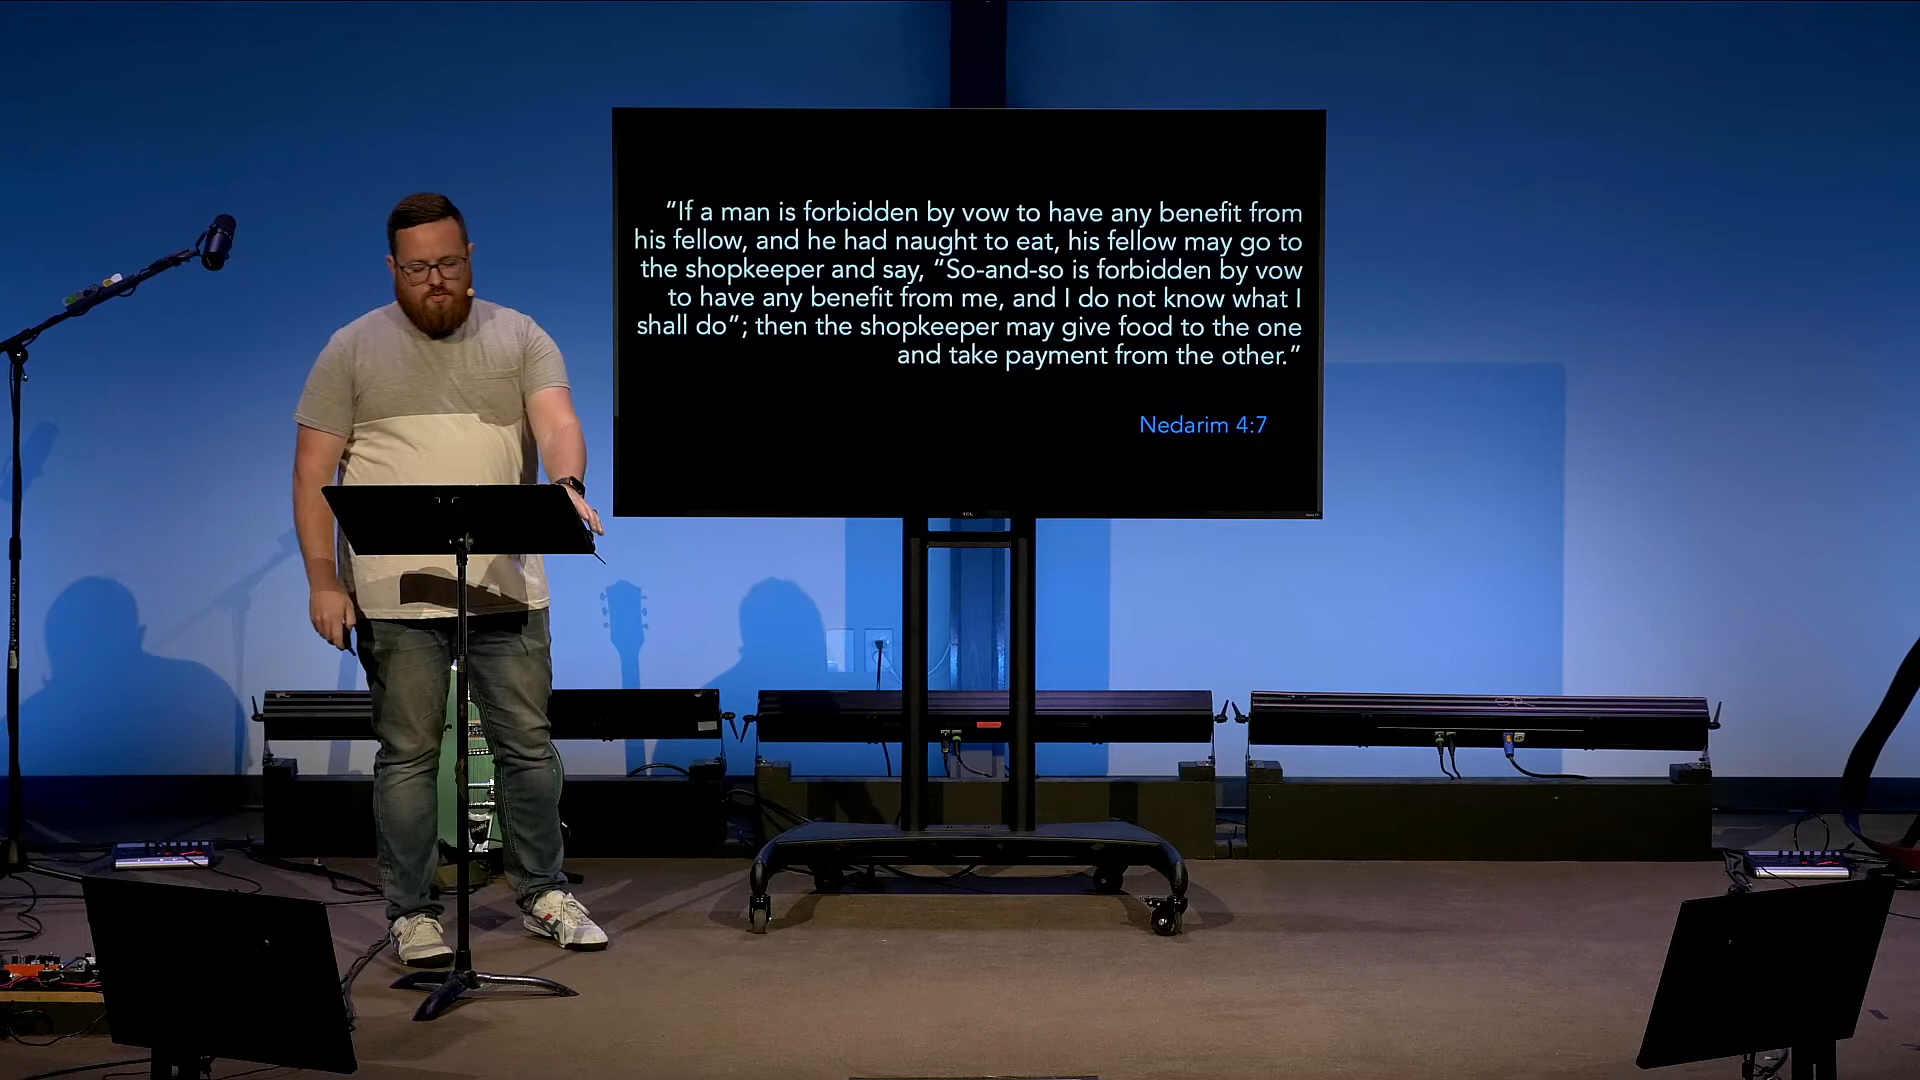 “If a man is forbidden by vow to have any benefit from
his fellow, and he had naught to eat, his fellow may go to
the shopkeeper and say, “So-and-so is forbidden by vow
to have any benefit from me, and I do not know what I
shall do”; then the shopkeeper may give food to the one
and take payment from the other.”
Nedarim 4:7
TCL
SR